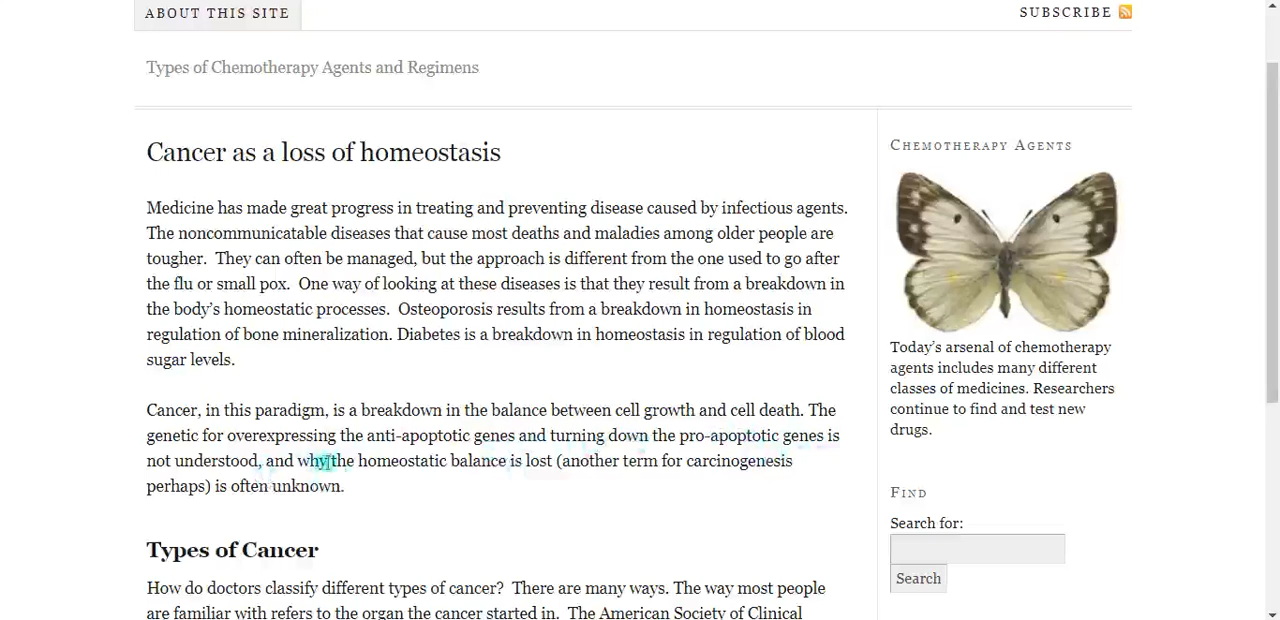 ABOUT THIS SITE
SUBSCRIBE
Types of Chemotherapy Agents and Regimens
Cancer as a loss of homeostasis
Medicine has made great progress in treating and preventing disease caused by infectious agents.
The noncommunicatable diseases that cause most deaths and maladies among older people are
tougher.  They can often be managed, but the approach is different from the one used to go after
the flu or small pox.  One way of looking at these diseases is that they result from a breakdown in
the body’s homeostatic processes.  Osteoporosis results from a breakdown in homeostasis in
regulation of bone mineralization. Diabetes is a breakdown in homeostasis in regulation of blood
sugar levels.
Cancer, in this paradigm, is a breakdown in the balance between cell growth and cell death. The
genetic for overexpressing the anti-apoptotic genes and turning down the pro-apoptotic genes is
not understood, and why the homeostatic balance is lost (another term for carcinogenesis
perhaps) is often unknown.
Types of Cancer
How do doctors classify different types of cancer?  There are many ways. The way most people
are familiar with refers to the organ the cancer started in.  The American Society of Clinical
CHEMOTHERAPY AGENTS
Today’s arsenal of chemotherapy
agents includes many different
classes of medicines. Researchers
continue to find and test new
drugs.
FIND
Search for:
Search